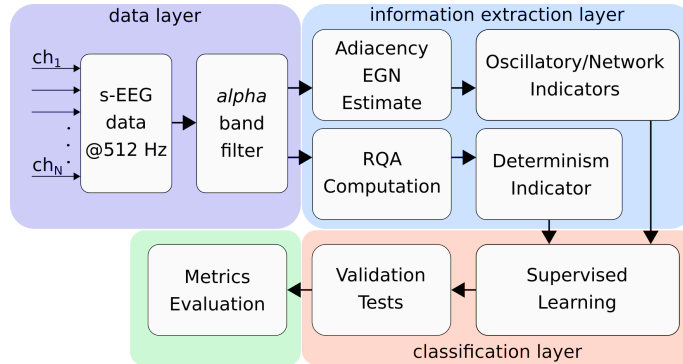 data layer
information extraction layer
ch1
chN
s-EEG
data
@512 Hz
alpha
band
filter
Adiacency
EGN
Estimate
Oscillatory/Network
Indicators
RQA
Computation
Determinism
Indicator
Metrics
Evaluation
Validation
Tests
Supervised
Learning
classification layer